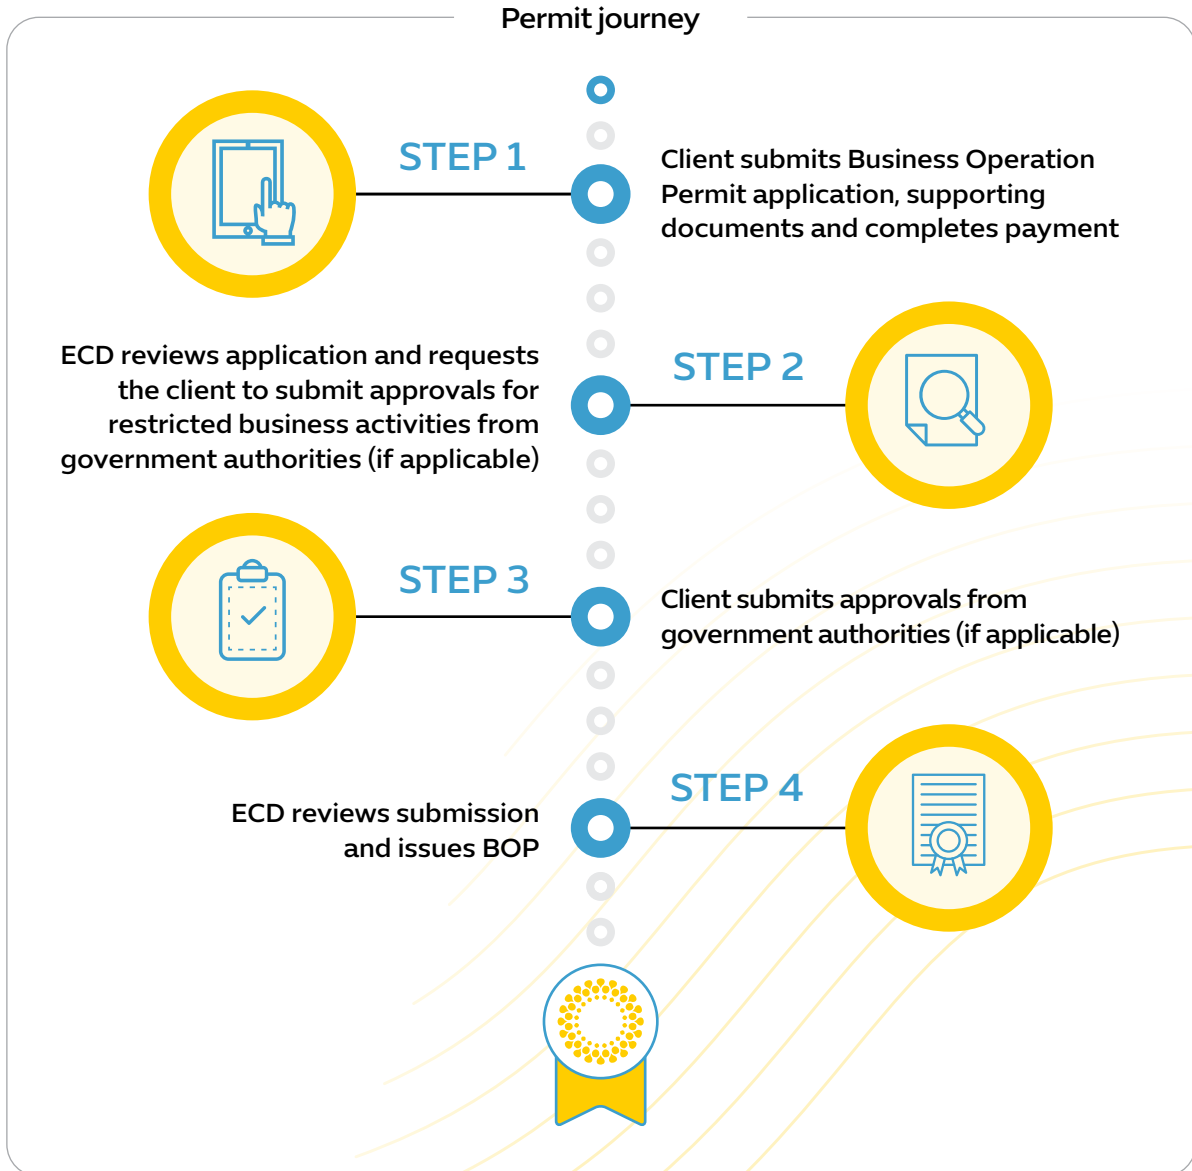 Permit journey
STEP 1
Client submits Business Operation
Permit application, supporting
documents and completes payment
STEP 2
ECD reviews application and requests
the client to submit approvals for
restricted business activities from
government authorities (if applicable)
STEP 3
Client submits approvals from
government authorities (if applicable)
STEP 4
ECD reviews submission
and issues BOP